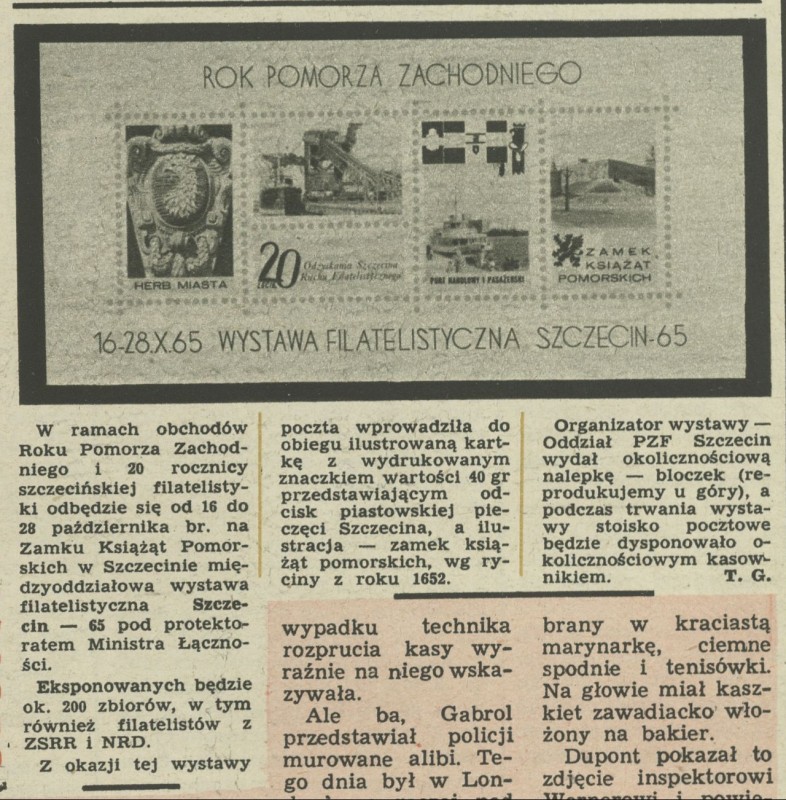 ROK POMORZA ZACHODNIEGO
HERB MIASTA
20
LECIE
Odzyskania Szczecina
Ruchu Filatelistycznego
PORT HANDLOWY I PASAŻERSKI
ZAMEK
KSIĄŻĄT
POMORSKICH
16-28.X.65 WYSTAWA FILATELISTYCZNA SZCZECIN-65
W ramach obchodów
Roku Pomorza Zachod-
niego i 20 rocznicy
szczecińskiej filatelisty-
ki odbędzie się od 16 do
28 października br. na
Zamku Książąt Pomor-
skich w Szczecinie mię-
dzyoddziałowa wystawa
filatelistyczna Szcze-
cin — 65 pod protekto-
ratem Ministra Łączno-
ści.
Eksponowanych będzie
ok. 200 zbiorów, w tym
również filatelistów z
ZSRR i NRD.
Z okazji tej wystawy
poczta wprowadziła do
obiegu ilustrowaną kart-
kę z wydrukowanym
znaczkiem wartości 40 gr
przedstawiającym od-
cisk piastowskiej pie-
częci Szczecina, a ilu-
stracja — zamek ksią-
żąt pomorskich, wg ry-
ciny z roku 1652.
Organizator wystawy —
Oddział PZF Szczecin
wydał okolicznościową
nalepkę — bloczek (re-
produkujemy u góry), a
podczas trwania wysta-
wy stoisko pocztowe
będzie dysponowało o-
kolicznościowym kasow-
nikiem. T. G.
wypadku technika
rozprucia kasy wy-
raźnie na niego wska-
zywała.
Ale ba, Gabrol
przedstawiał policji
murowane alibi. Te-
go dnia był w Lon-
brany w kraciastą
marynarkę, ciemne
spodnie i tenisówki.
Na głowie miał kasz-
kiet zawadiacko wło-
żony na bakier.
Dupont pokazał to
zdjęcie inspektorowi